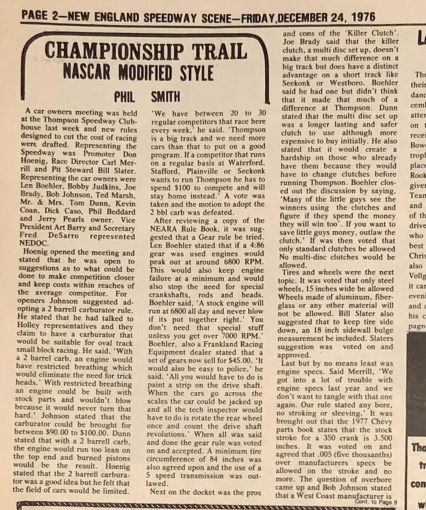 PAGE 2—NEW ENGLAND SPEEDWAY SCENE—FRIDAY, DECEMBER 24, 1976
CHAMPIONSHIP TRAIL
NASCAR MODIFIED STYLE
PHIL SMITH
A car owners meeting was held
at the Thompson Speedway Club-
house last week and new rules
designed to cut the cost of racing
were drafted. Representing the
Speedway was Promoter Don
Hoenig, Race Director Carl Mer-
rill and Pit Steward Bill Slater.
Representing the car owners were
Len Boehler, Bobby Judkins, Joe
Brady, Bob Johnson, Ted Marsh,
Mr. & Mrs. Tom Dunn, Kevin
Coan, Dick Caso, Phil Beddard
and Jerry Pearls owner. Vice
President Art Barry and Secretary
Fred DeSarro represented
NEDOC.
Hoenig opened the meeting and
stated that he was open to
suggestions as to what could be
done to make competition closer
and keep costs within reaches of
the average competitor. For
openers Johnson suggested ad-
opting a 2 barrel carburator rule.
He stated that he had talked to
Holley representatives and they
claim to have a carburator that
would be suitable for oval track
small block racing. He said, 'With
a 2 barrel carb, an engine would
have restricted breathing which
would eliminate the need for trick
heads.' With restricted breathing
an engine could be built with
stock parts and wouldn't blow
because it would never turn that
hard.' Johnson stated that the
carburator could be brought for
between $90.00 to $100.00. Dunn
stated that with a 2 barrell carb,
the engine would run too lean on
the top end and burned pistons
would be the result. Hoenig
stated that the 2 barrell carbura-
tor was a good idea but he felt that
the field of cars would be limited.
'We have between 20 to 30
regular competitors that race here
every week,' he said. 'Thompson
is a big track and we need more
cars than that to put on a good
program. If a competitor that runs
on a regular basis at Waterford,
Stafford, Plainville or Seekonk
wants to run Thompson he has to
spend $100 to compete and will
stay home instead.' A vote was
taken and the motion to adopt the
2 bbl carb was defeated.
After reviewing a copy of the
NEARA Rule Book, it was sugg-
ested that a Gear rule be tried.
Len Boehler stated that if a 4:86
gear was used engines would
peak out at around 6800 RPM.
This would also keep engine
failure at a minimum and would
also stop the need for special
crankshafts, rods and heads.
Boehler said, 'A stock engine will
run at 6800 all day and never blow
if its put together right.' 'You
don't need that special stuff
unless you get over 7000 RPM.'
Boehler, also a Frankland Racing
Equipment dealer stated that a
set of gears now sell for $45.00. 'It
would also be easy to police,' he
said. 'All you would have to do is
paint a strip on the drive shaft.
When the cars go across the
scales the car could be jacked up
and all the tech inspector would
have to do is rotate the rear wheel
once and count the drive shaft
revolutions.' When all was said
and done the gear rule was voted
on and accepted. A minimum tire
circumference of 84 inches was
also agreed upon and the use of a
5 speed transmission was out-
lawed.
Next on the docket was the pros
and cons of the 'Killer Clutch'.
Joe Brady said that the killer
clutch, a multi disc set up, doesn't
make that much difference on a
big track but does have a distinct
advantage on a short track like
Seekonk or Westboro. Boehler
said he had one but didn't think
that it made that much of a
difference at Thompson. Dunn
stated that the multi disc set up
was a longer lasting and safer
clutch to use although more
expensive to buy initially. He also
stated that it would create a
hardship on those who already
have them because they would
have to change clutches before
running Thompson. Boehler clos-
ed out the discussion by saying,
'Many of the little guys see the
winners using the clutches and
figure if they spend the money
they will win too'. 'If you want to
save little guys money, outlaw the
clutch.' If was then voted that
only standard clutches be allowed
No multi-disc clutches would be
allowed.
Tires and wheels were the next
topic. It was voted that only steel
wheels, 15 inches wide be allowed
Wheels made of aluminum, fiber-
glass or any other material will
not be allowed. Bill Slater also
suggested that to keep tire side
down, an 18 inch sidewall bulge
measurement be set. Slaters
suggestion was voted on and
approved.
Last but by no means least was
engine specs. Said Merrill, 'We
got into a lot of trouble with
engine specs last year and we
don't want to tangle with that one
again. Our rule stated any bore,
no stroking or sleeving.' It was
brought out that the 1977 Chevy
parts book states that the stock
stroke for a 350 crank is 3.500
inches. It was voted on and
agreed that .005 (five thousandths)
over manufacturers specs be
allowed on the stroke and no
more. The question of overbore
came up and Bob Johnson stated
that a West Coast manufacturer is
Cont. to Page 8